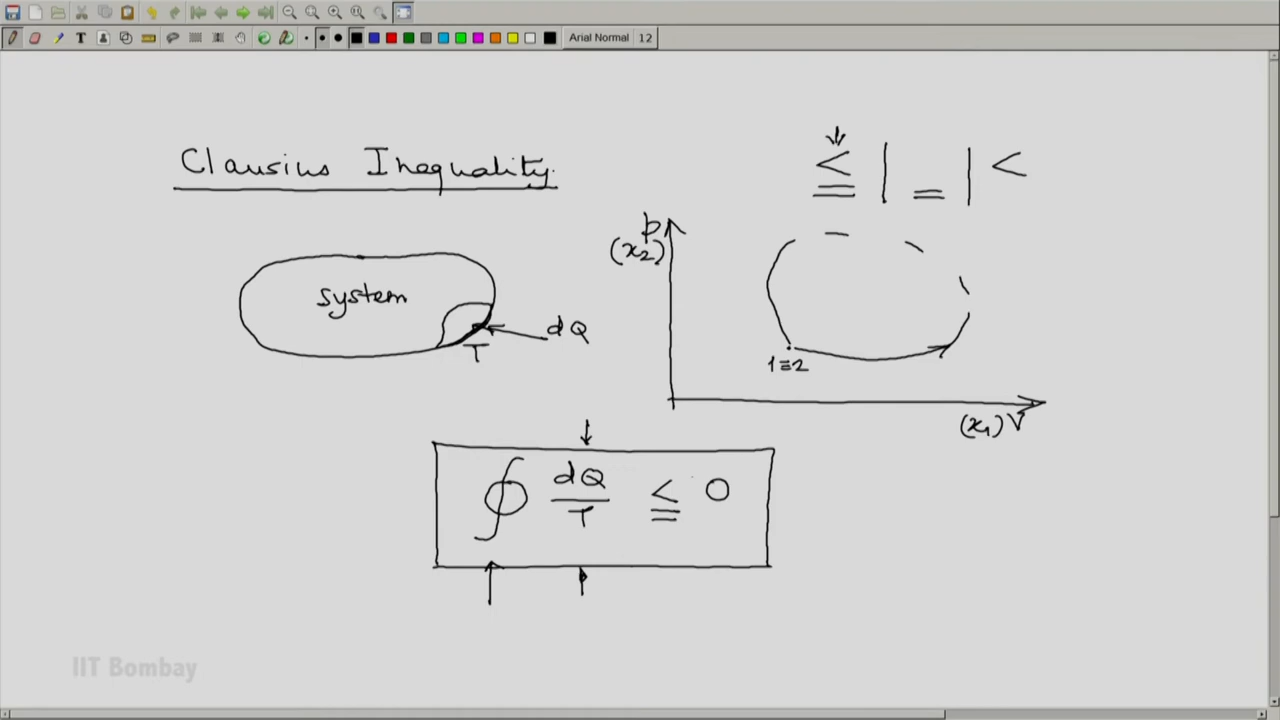 Arial Normal 12
Clausius Inequality
≦ | = | <
p
(x₂)
system
dQ
T
1≡2
(x₁) V
∮ dQ/T ≦ 0
IIT Bombay